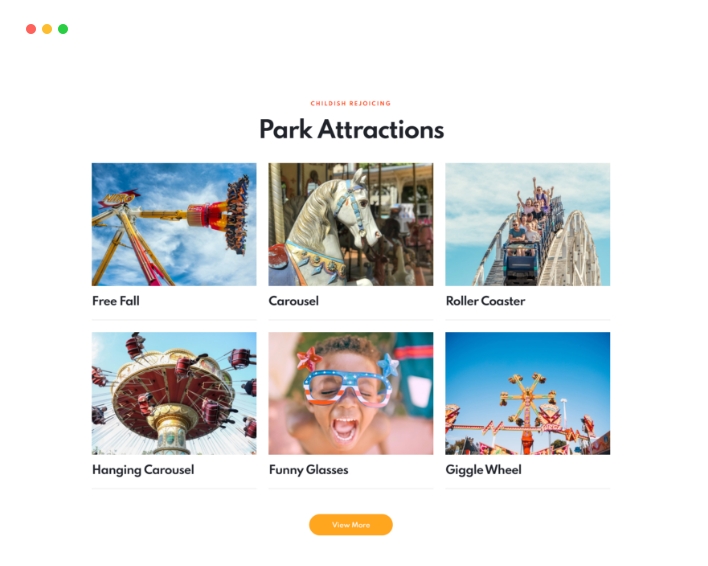 CHILDISH REJOICING
Park Attractions
Free Fall
Carousel
Roller Coaster
Hanging Carousel
Funny Glasses
Giggle Wheel
View More